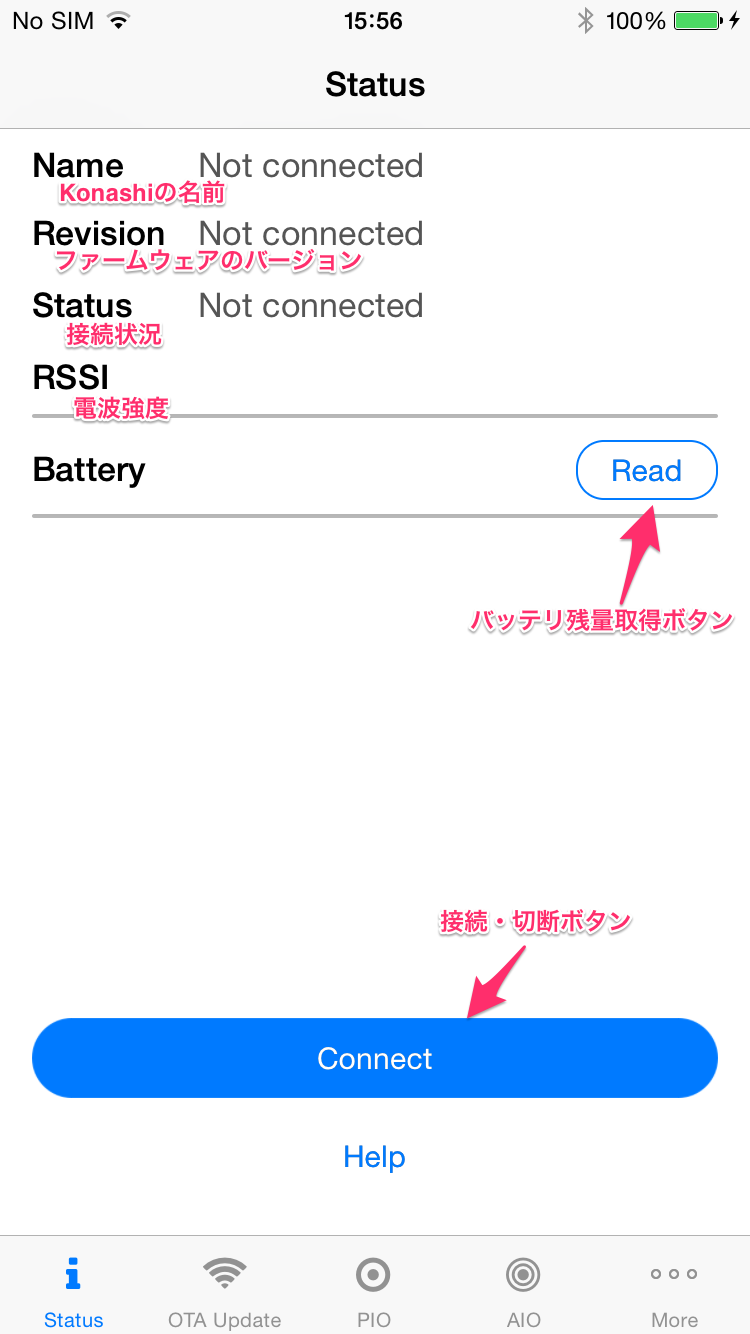 No SIM 15:56 100%
Status
Name Not connected
Konashiの名前
Revision Not connected
ファームウェアのバージョン
Status Not connected
接続状況
RSSI
電波強度
Battery Read
バッテリ残量取得ボタン
接続・切断ボタン
Connect
Help
Status OTA Update PIO AIO More